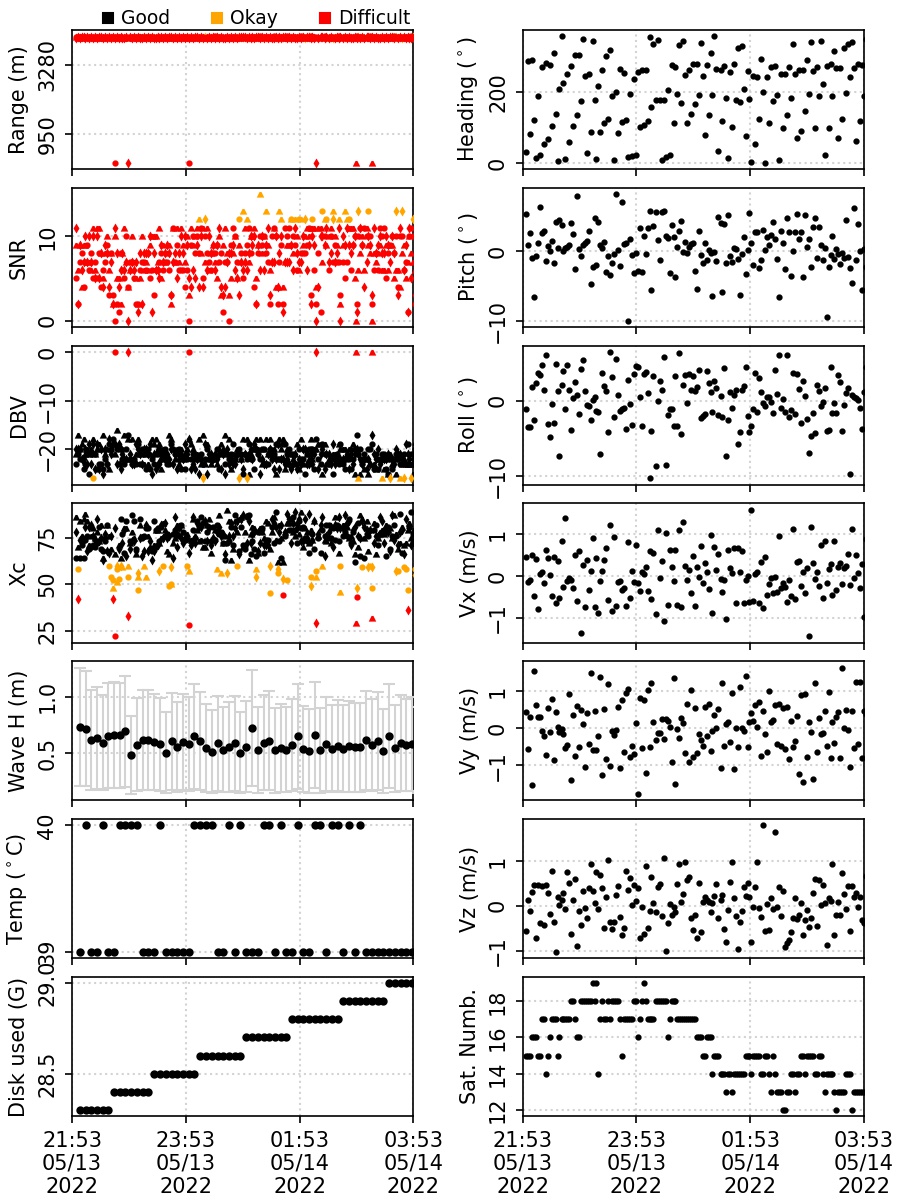 Good Okay Difficult
Range (m)
3280
950
Heading (°)
200
0
SNR
10
0
Pitch (°)
0
−10
DBV
0
−10
−20
Roll (°)
0
−10
Xc
75
50
25
Vx (m/s)
1
0
−1
Wave H (m)
1.0
0.5
Vy (m/s)
1
0
−1
Temp (°C)
40
39
Vz (m/s)
1
0
−1
Disk used (G)
29.0
28.5
Sat. Numb.
18
16
14
12
21:53 23:53 01:53 03:53
05/13 05/13 05/14 05/14
2022 2022 2022 2022
21:53 23:53 01:53 03:53
05/13 05/13 05/14 05/14
2022 2022 2022 2022